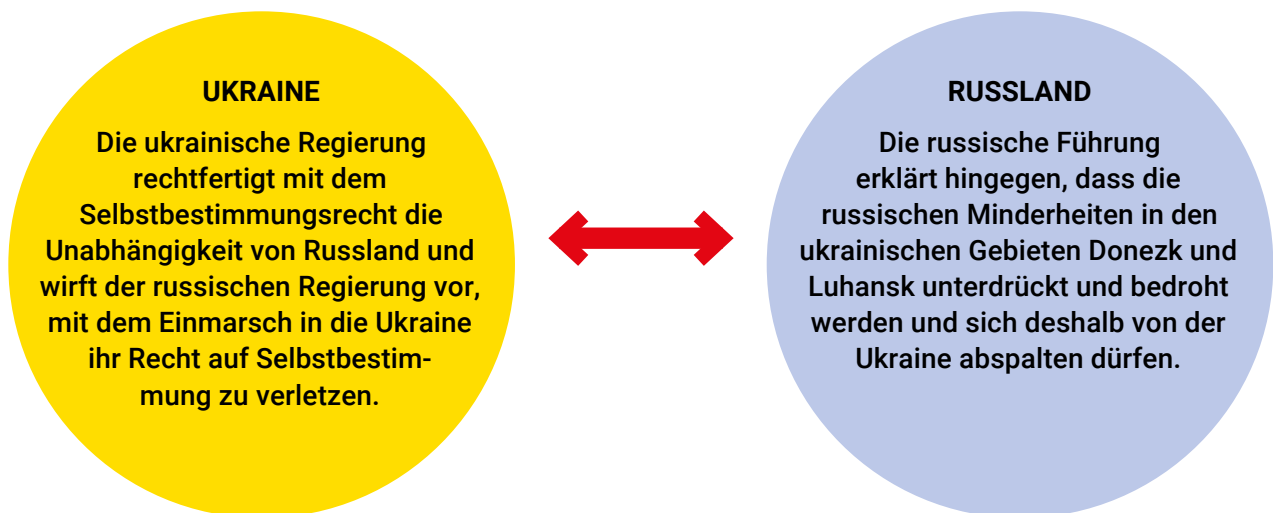 UKRAINE
Die ukrainische Regierung
rechtfertigt mit dem
Selbstbestimmungsrecht die
Unabhängigkeit von Russland und
wirft der russischen Regierung vor,
mit dem Einmarsch in die Ukraine
ihr Recht auf Selbstbestim-
mung zu verletzen.
RUSSLAND
Die russische Führung
erklärt hingegen, dass die
russischen Minderheiten in den
ukrainischen Gebieten Donezk und
Luhansk unterdrückt und bedroht
werden und sich deshalb von der
Ukraine abspalten dürfen.